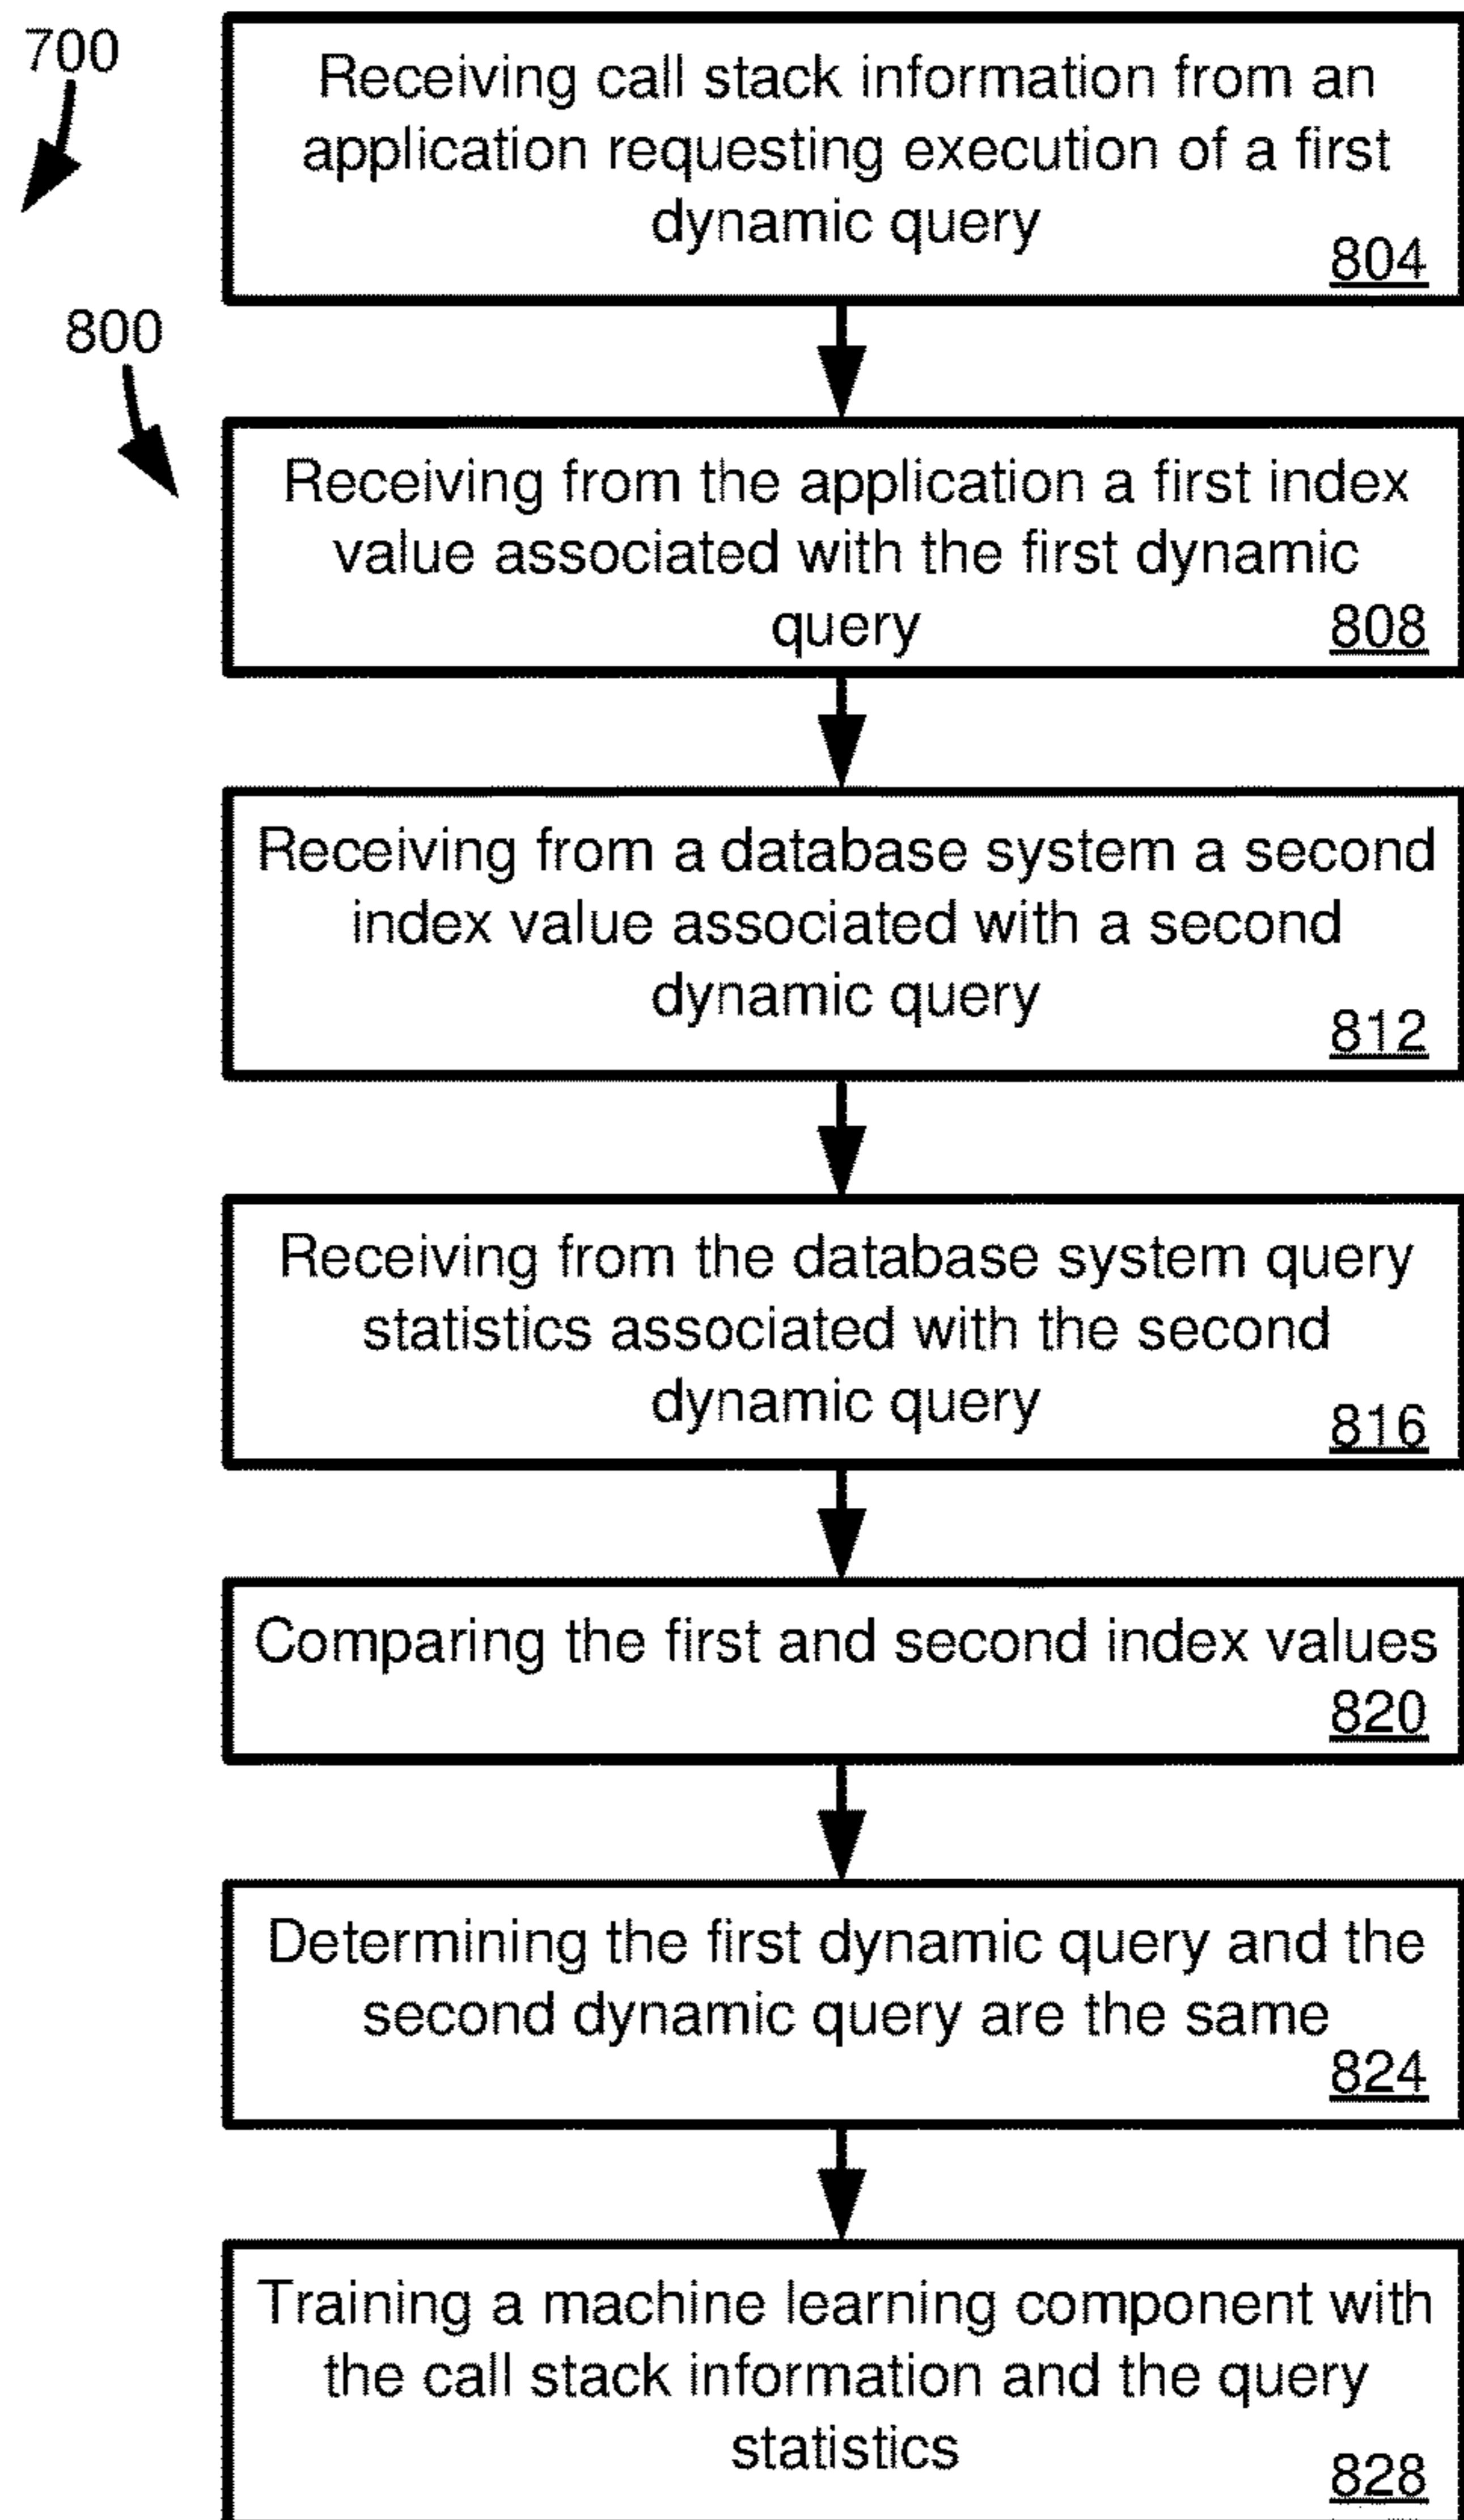 700
Receiving call stack information from an
application requesting execution of a first
dynamic query
804
800
Receiving from the application a first index
value associated with the first dynamic
query
808
Receiving from a database system a second
index value associated with a second
dynamic query
812
Receiving from the database system query
statistics associated with the second
dynamic query
816
Comparing the first and second index values
820
Determining the first dynamic query and the
second dynamic query are the same
824
Training a machine learning component with
the call stack information and the query
statistics
828